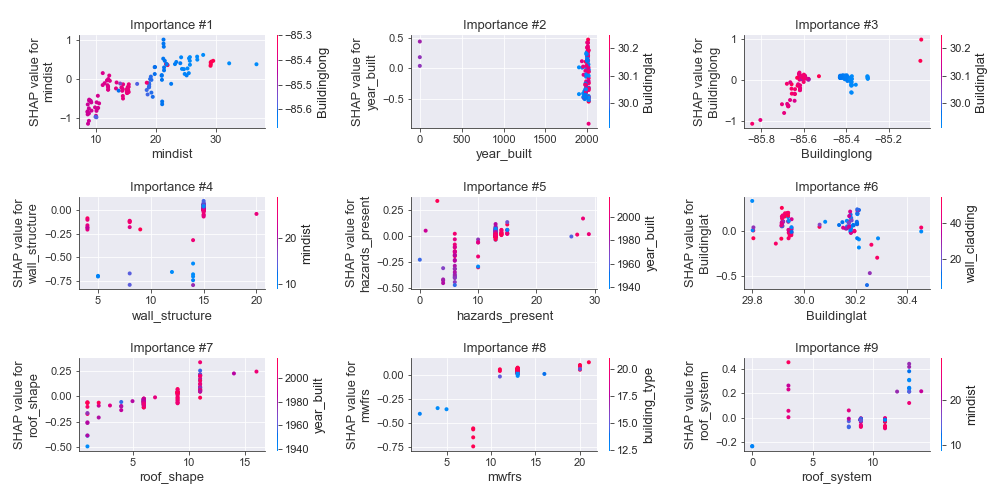 Importance #1
Importance #2
Importance #3
SHAP value for
mindist
1
0
−1
10
20
30
mindist
−85.3
−85.4
−85.5
−85.6
Buildinglong
SHAP value for
year_built
0.5
0.0
−0.5
0
500
1000
1500
2000
year_built
30.2
30.1
30.0
Buildinglat
SHAP value for
Buildinglong
1
0
−1
−85.8
−85.6
−85.4
−85.2
Buildinglong
30.2
30.1
30.0
Buildinglat
Importance #4
Importance #5
Importance #6
SHAP value for
wall_structure
0.00
−0.25
−0.50
−0.75
5
10
15
20
wall_structure
20
10
mindist
SHAP value for
hazards_present
0.25
0.00
−0.25
−0.50
0
10
20
30
hazards_present
2000
1980
1960
1940
year_built
SHAP value for
Buildinglat
0.0
−0.5
29.8
30.0
30.2
30.4
Buildinglat
40
20
wall_cladding
Importance #7
Importance #8
Importance #9
SHAP value for
roof_shape
0.25
0.00
−0.25
−0.50
5
10
15
roof_shape
2000
1980
1960
1940
year_built
SHAP value for
mwfrs
0.00
−0.25
−0.50
−0.75
5
10
15
20
mwfrs
20.0
17.5
15.0
12.5
building_type
SHAP value for
roof_system
0.4
0.2
0.0
−0.2
0
5
10
roof_system
20
10
mindist